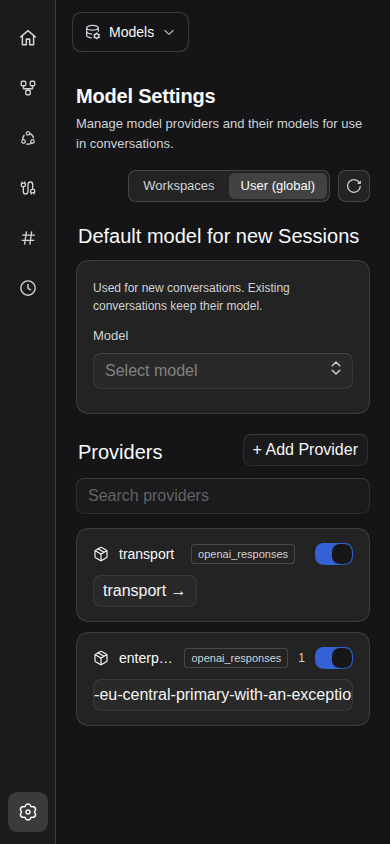 Models
Model Settings
Manage model providers and their models for use
in conversations.
Workspaces User (global)
Default model for new Sessions
Used for new conversations. Existing
conversations keep their model.
Model
Select model
Providers + Add Provider
Search providers
transport openai_responses
transport →
enterp… openai_responses 1
-eu-central-primary-with-an-exceptio